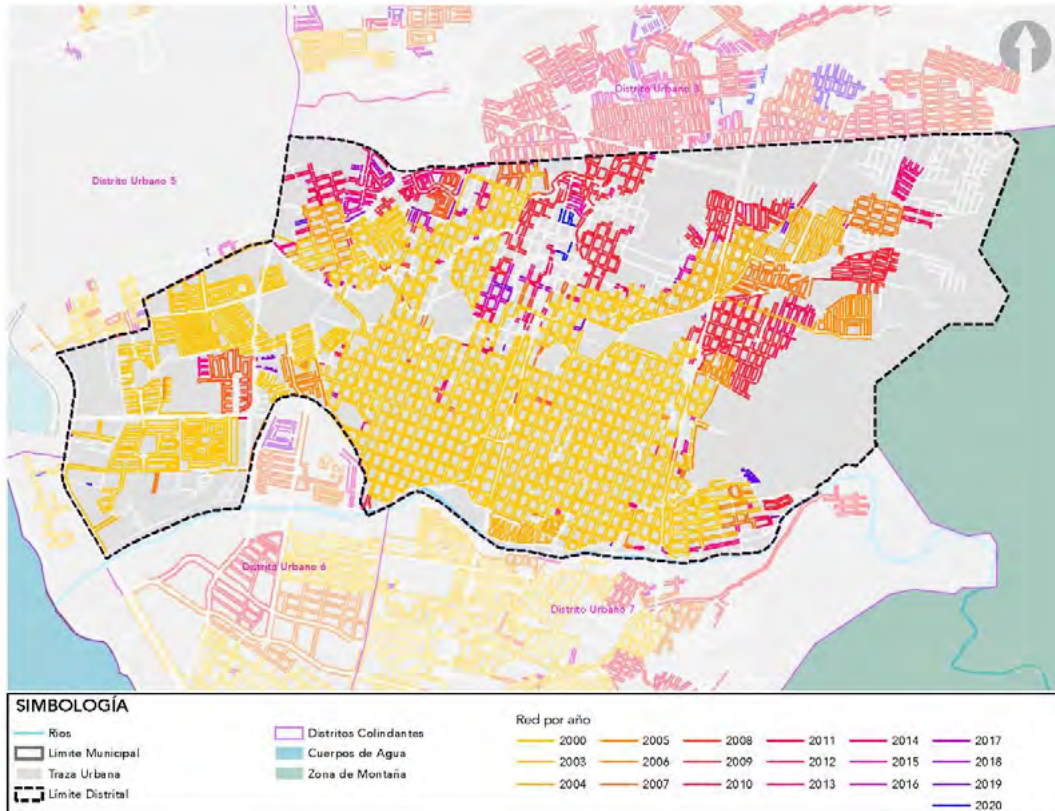 Distrito Urbano 3
Distrito Urbano 5
Distrito Urbano 6
Distrito Urbano 7
SIMBOLOGÍA
Rios
Límite Municipal
Traza Urbana
Límite Distrital
Distritos Colindantes
Cuerpos de Agua
Zona de Montaña
Red por año
2000 2005 2008 2011 2014 2017
2003 2006 2009 2012 2015 2018
2004 2007 2010 2013 2016 2019
2020